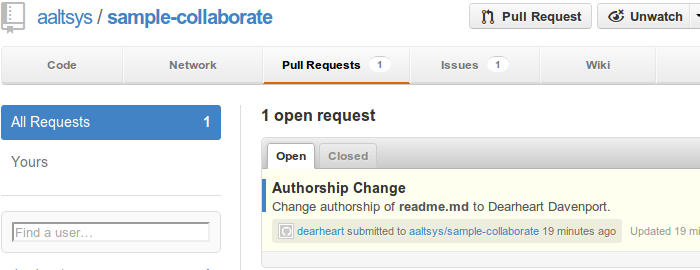 aaltsys / sample-collaborate
Pull Request
Unwatch
Code
Network
Pull Requests 1
Issues 1
Wiki
All Requests 1
Yours
Find a user…
1 open request
Open
Closed
Authorship Change
Change authorship of readme.md to Dearheart Davenport.
dearheart submitted to aaltsys/sample-collaborate 19 minutes ago
Updated 19 mi